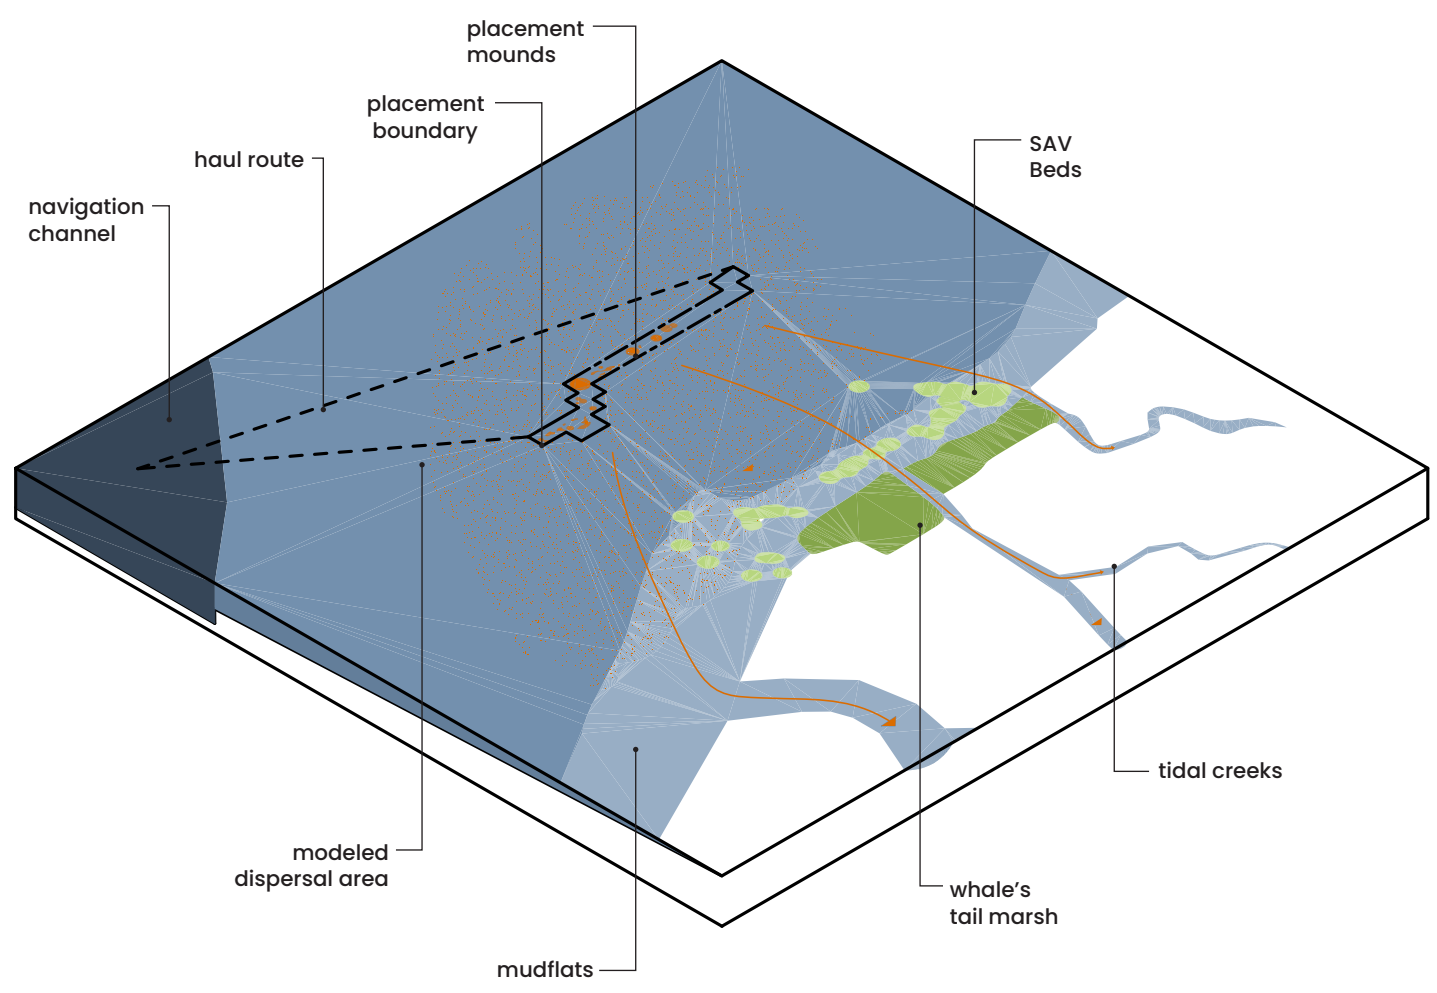 placement
mounds
placement
boundary
haul route
navigation
channel
SAV
Beds
tidal creeks
modeled
dispersal area
whale’s
tail marsh
mudflats